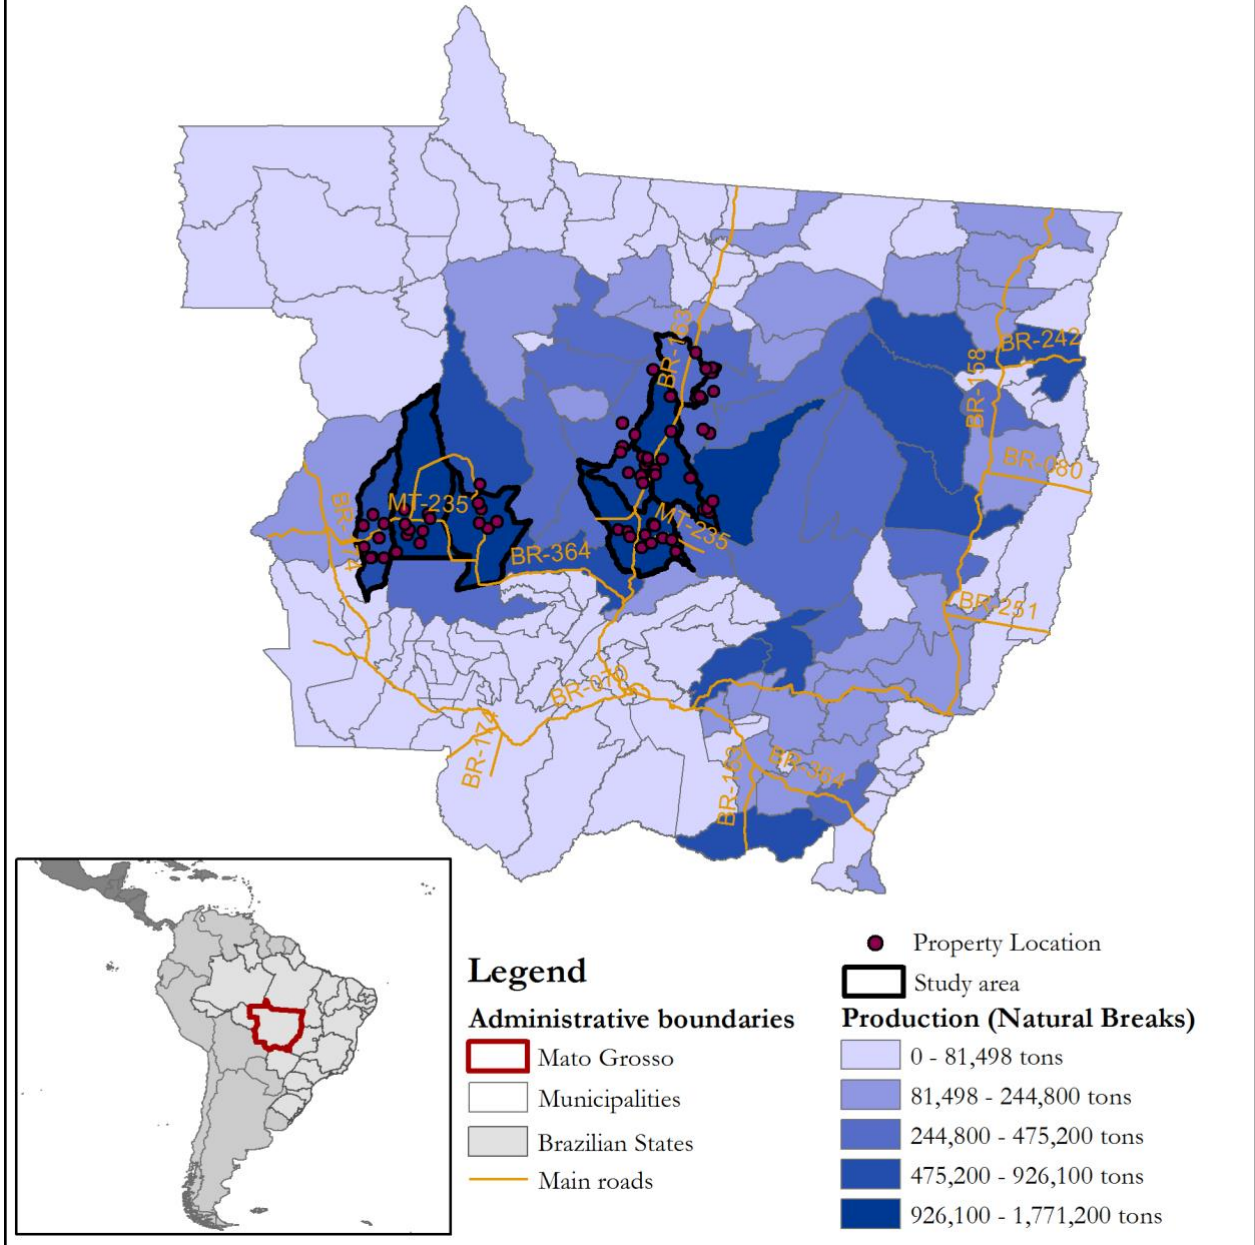 BR-163
BR-242
BR-158
BR-080
MT-235
BR-174
MT-235
BR-364
BR-251
BR-070
BR-174
BR-163
BR-364
Legend
Administrative boundaries
Mato Grosso
Municipalities
Brazilian States
Main roads
Property Location
Study area
Production (Natural Breaks)
0 - 81,498 tons
81,498 - 244,800 tons
244,800 - 475,200 tons
475,200 - 926,100 tons
926,100 - 1,771,200 tons